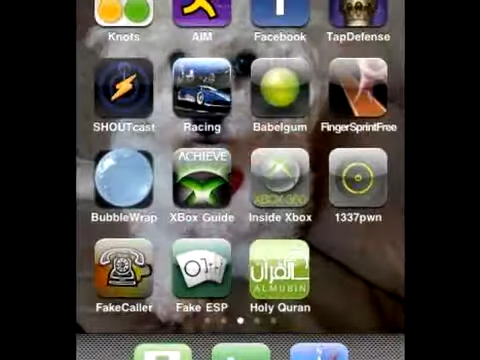 Knots AIM Facebook TapDefense
SHOUTcast Racing Babelgum FingerSprintFree
ACHIEVE
XBOX 360
BubbleWrap XBox Guide Inside Xbox 1337pwn
القرآن
ALMUBIN
FakeCaller Fake ESP Holy Quran